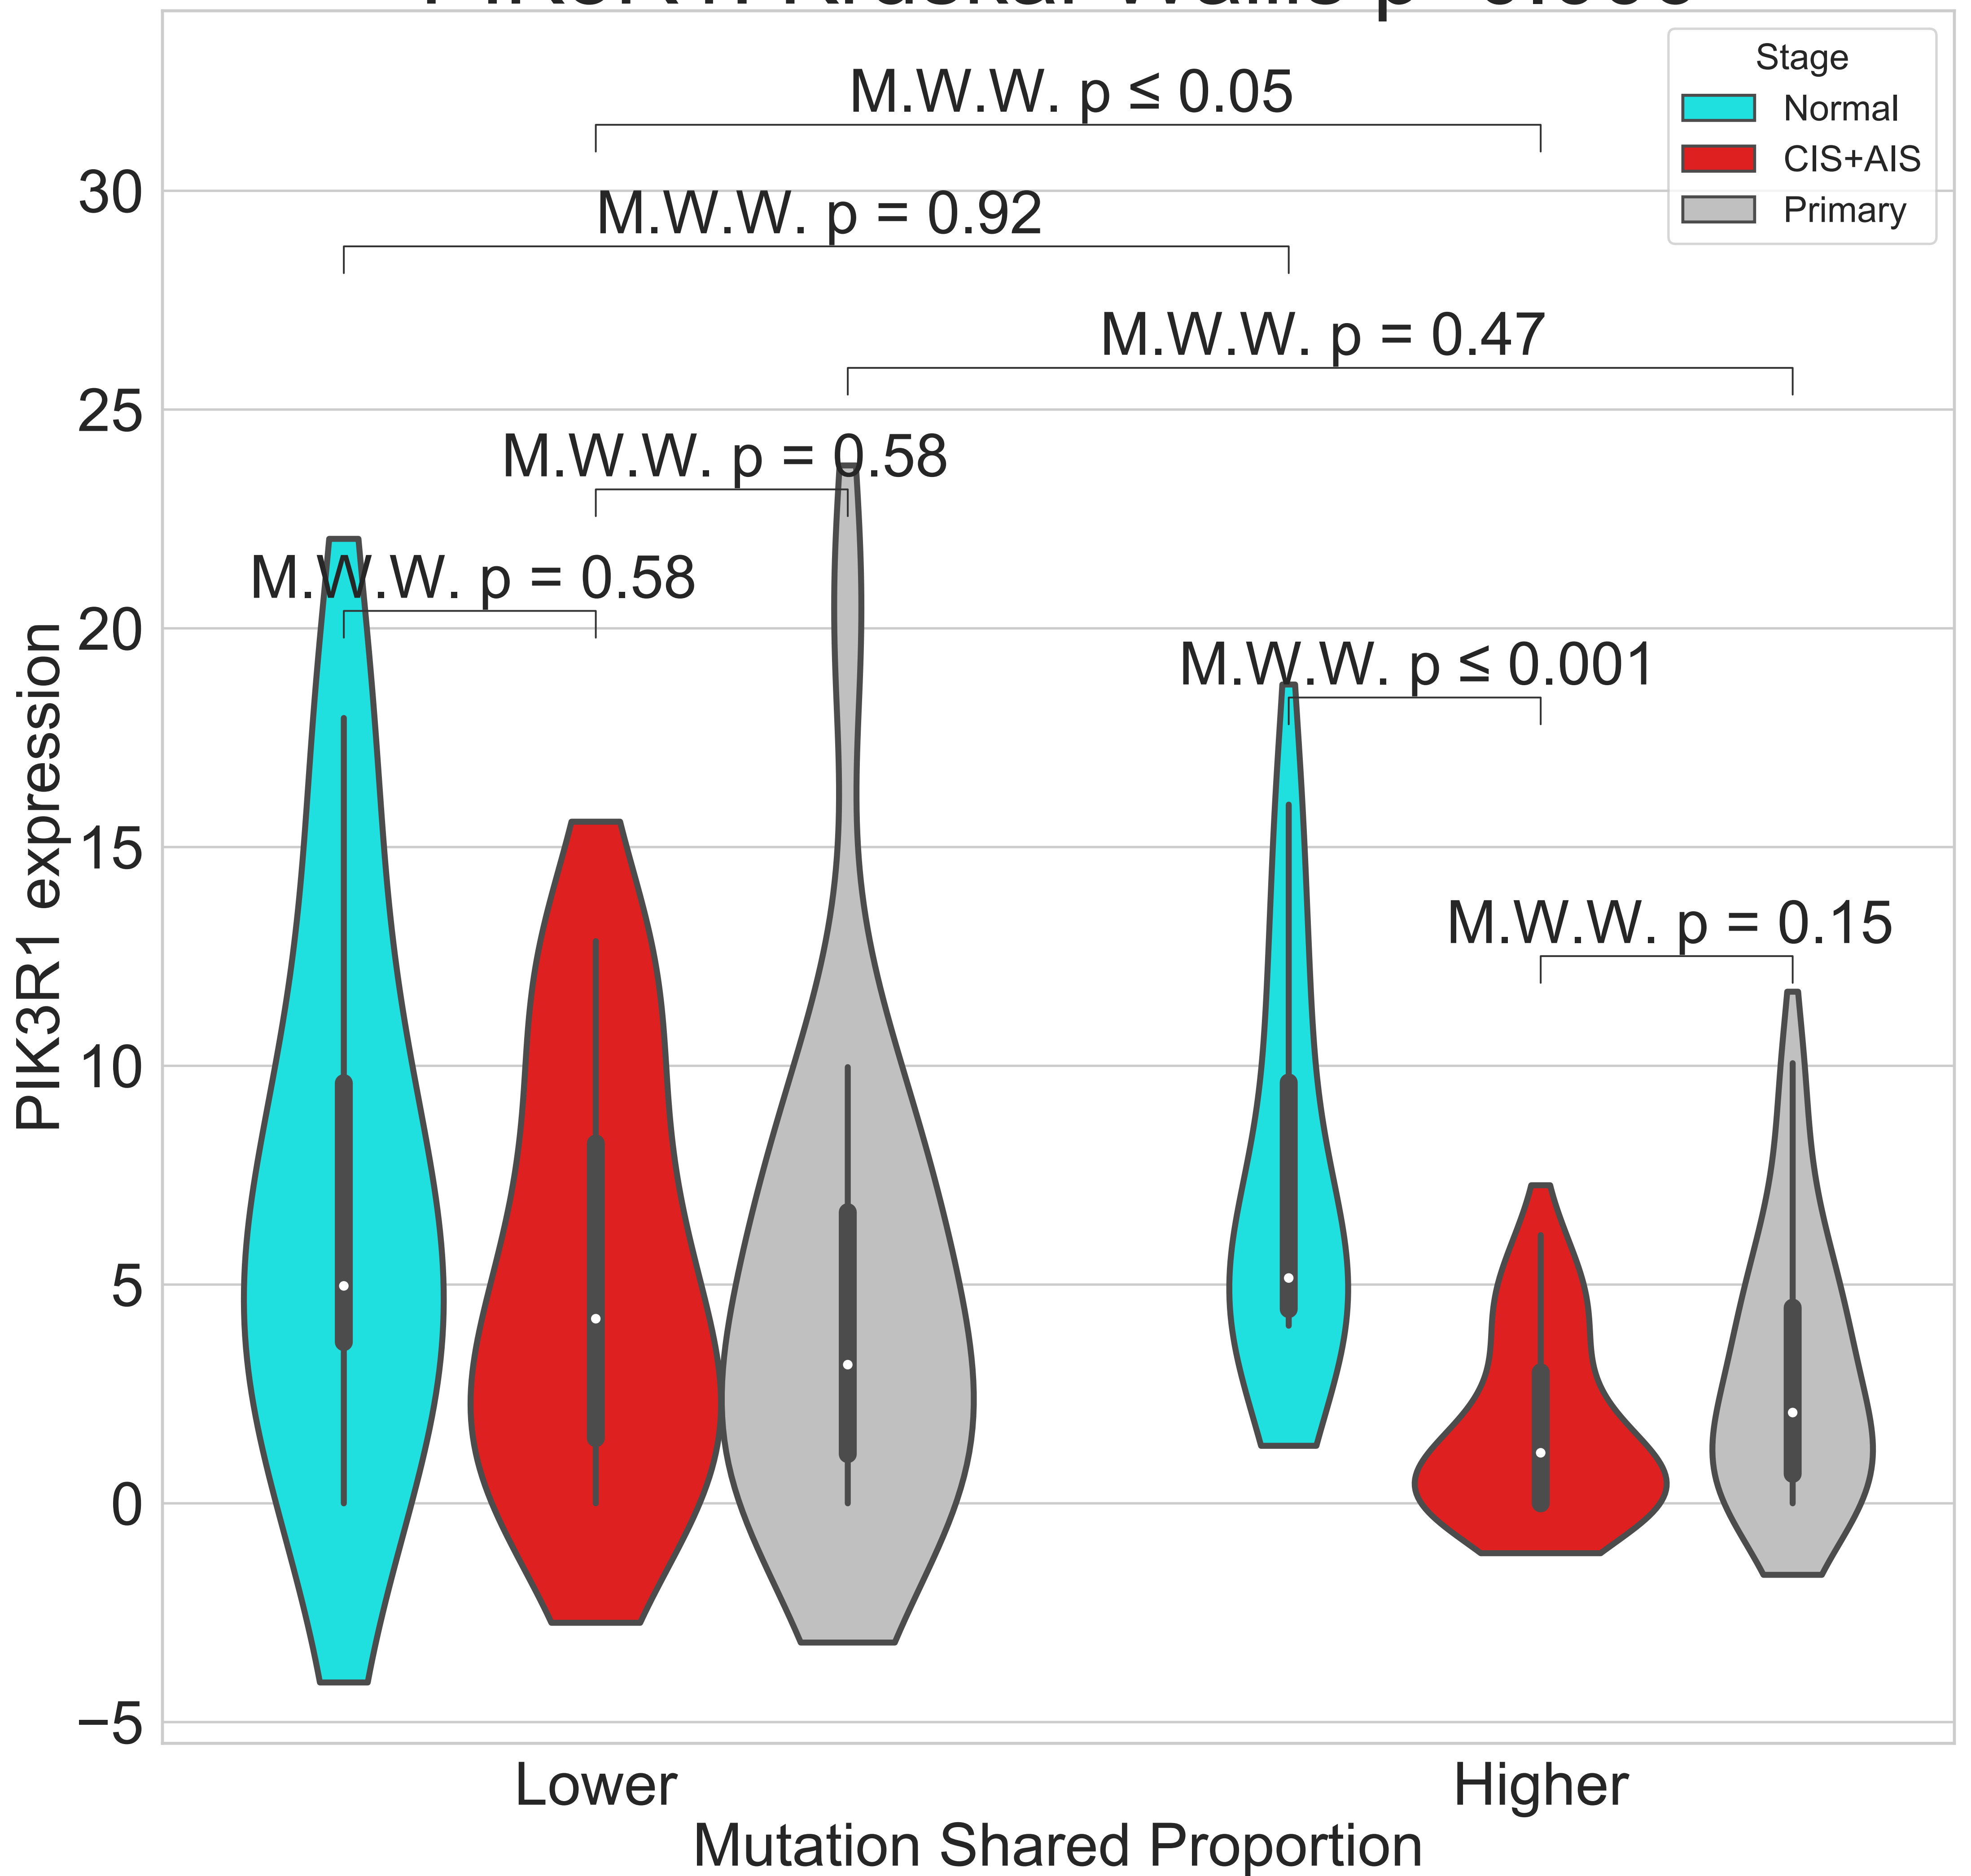 Stage
Normal
CIS+AIS
Primary
M.W.W. p ≤ 0.05
M.W.W. p = 0.92
M.W.W. p = 0.47
M.W.W. p = 0.58
M.W.W. p = 0.58
M.W.W. p ≤ 0.001
M.W.W. p = 0.15
30
25
20
15
10
5
0
−5
PIK3R1 expression
Lower
Higher
Mutation Shared Proportion